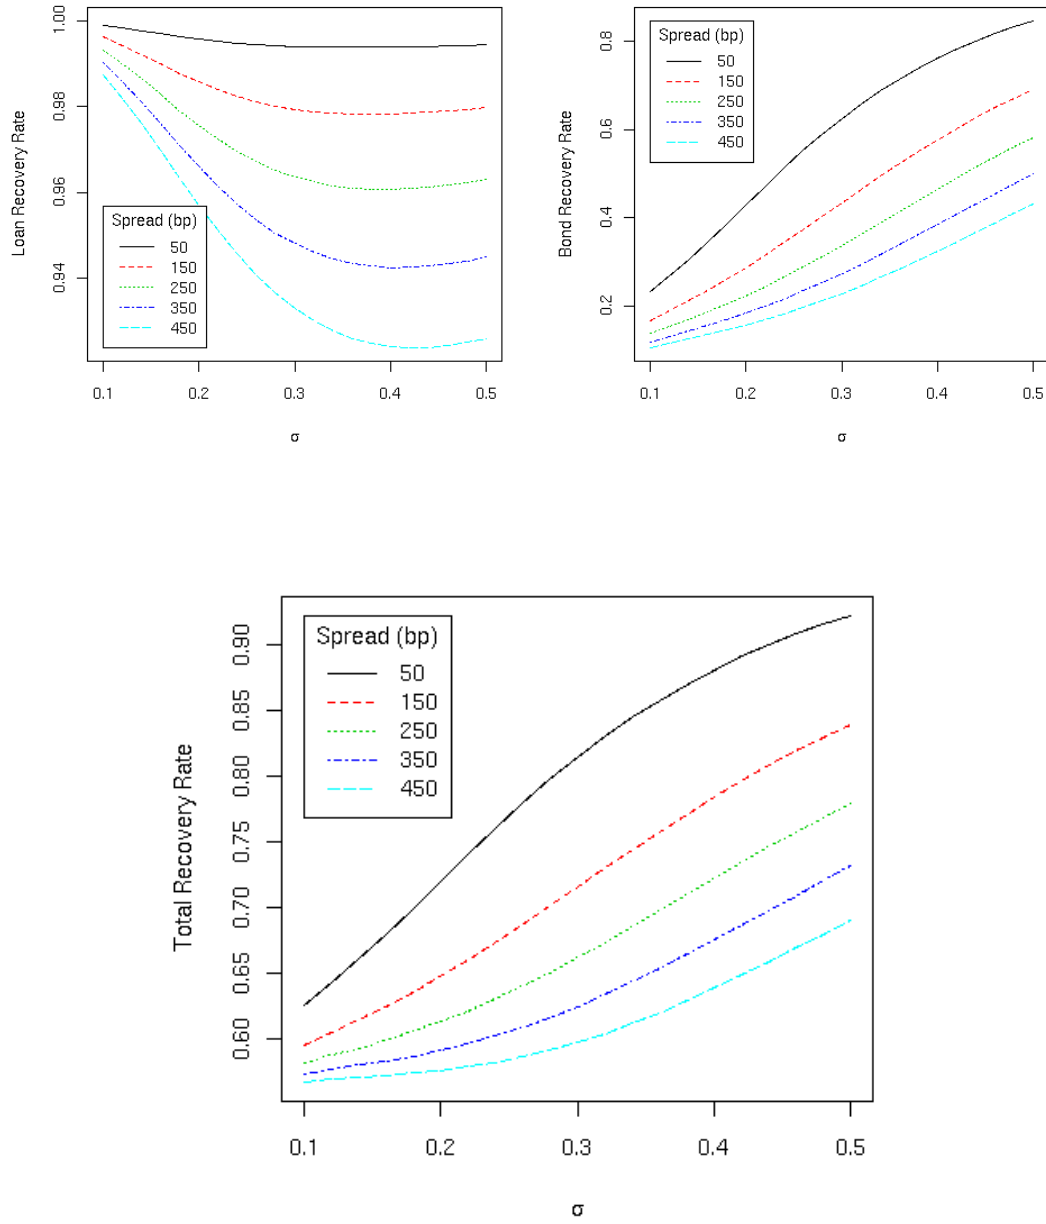 Loan Recovery Rate
1.00
0.98
0.96
0.94
Spread (bp)
50
150
250
350
450
0.1 0.2 0.3 0.4 0.5
σ
Bond Recovery Rate
0.8
0.6
0.4
0.2
Spread (bp)
50
150
250
350
450
0.1 0.2 0.3 0.4 0.5
σ
Total Recovery Rate
0.90
0.85
0.80
0.75
0.70
0.65
0.60
Spread (bp)
50
150
250
350
450
0.1 0.2 0.3 0.4 0.5
σ